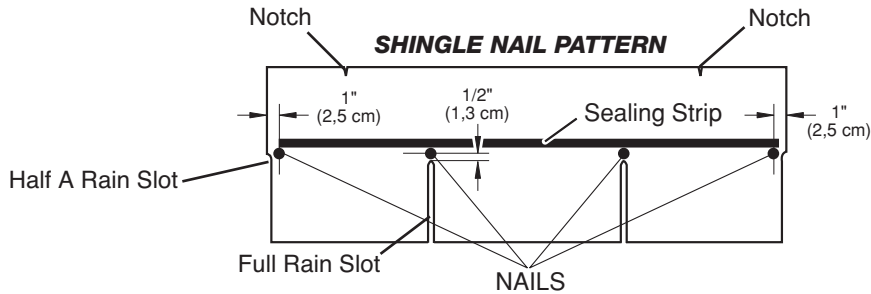 Notch
Notch
SHINGLE NAIL PATTERN
1"
(2,5 cm)
1/2"
(1,3 cm)
Sealing Strip
1"
(2,5 cm)
Half A Rain Slot
Full Rain Slot
NAILS